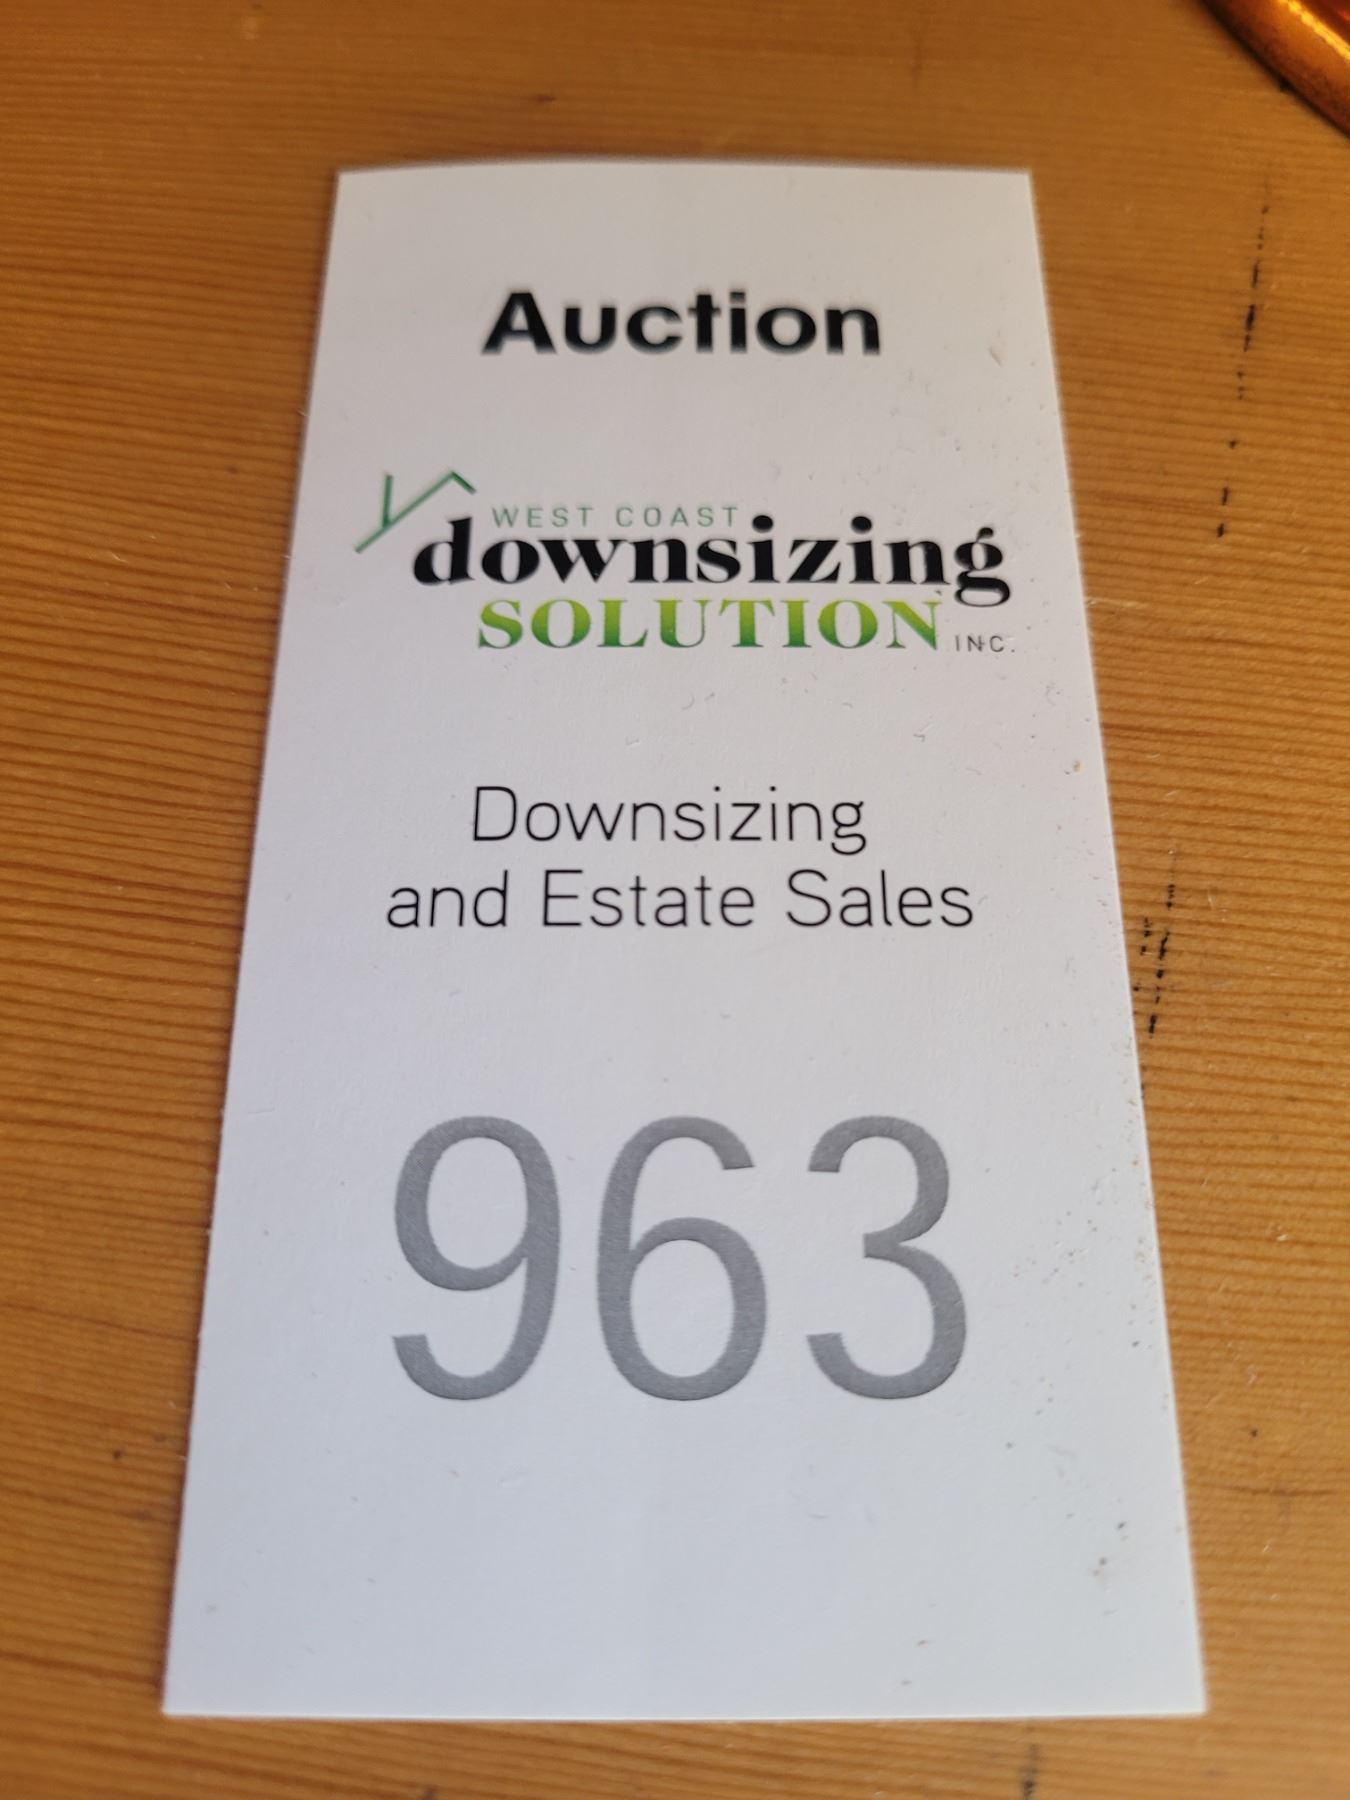 Auction
WEST COAST
downsizing
SOLUTION INC.
Downsizing
and Estate Sales
963